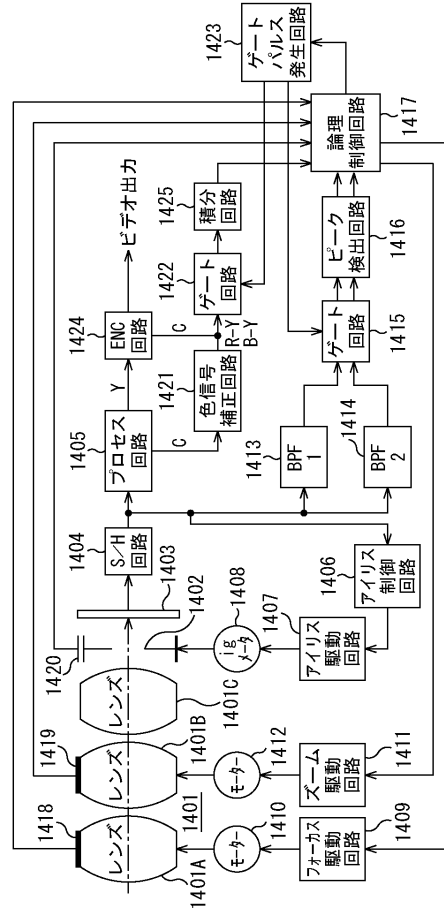 1418
1419
1420
レンズ
レンズ
レンズ
1401A
1401
1401B
1401C
1402
1403
1404
S/H
回路
1405
プロセス
回路
Y
C
1424
ENC
回路
ビデオ出力
C
1421
色信号
補正回路
R-Y
B-Y
1422
ゲート
回路
1425
積分
回路
1423
ゲート
パルス
発生回路
1410
モーター
1412
モーター
1408
ig
メータ
1409
フォーカス
駆動
回路
1411
ズーム
駆動
回路
1407
アイリス
駆動
回路
1406
アイリス
制御
回路
1413
BPF
1
1414
BPF
2
ゲート
回路
1415
ピーク
検出回路
1416
論理
制御回路
1417